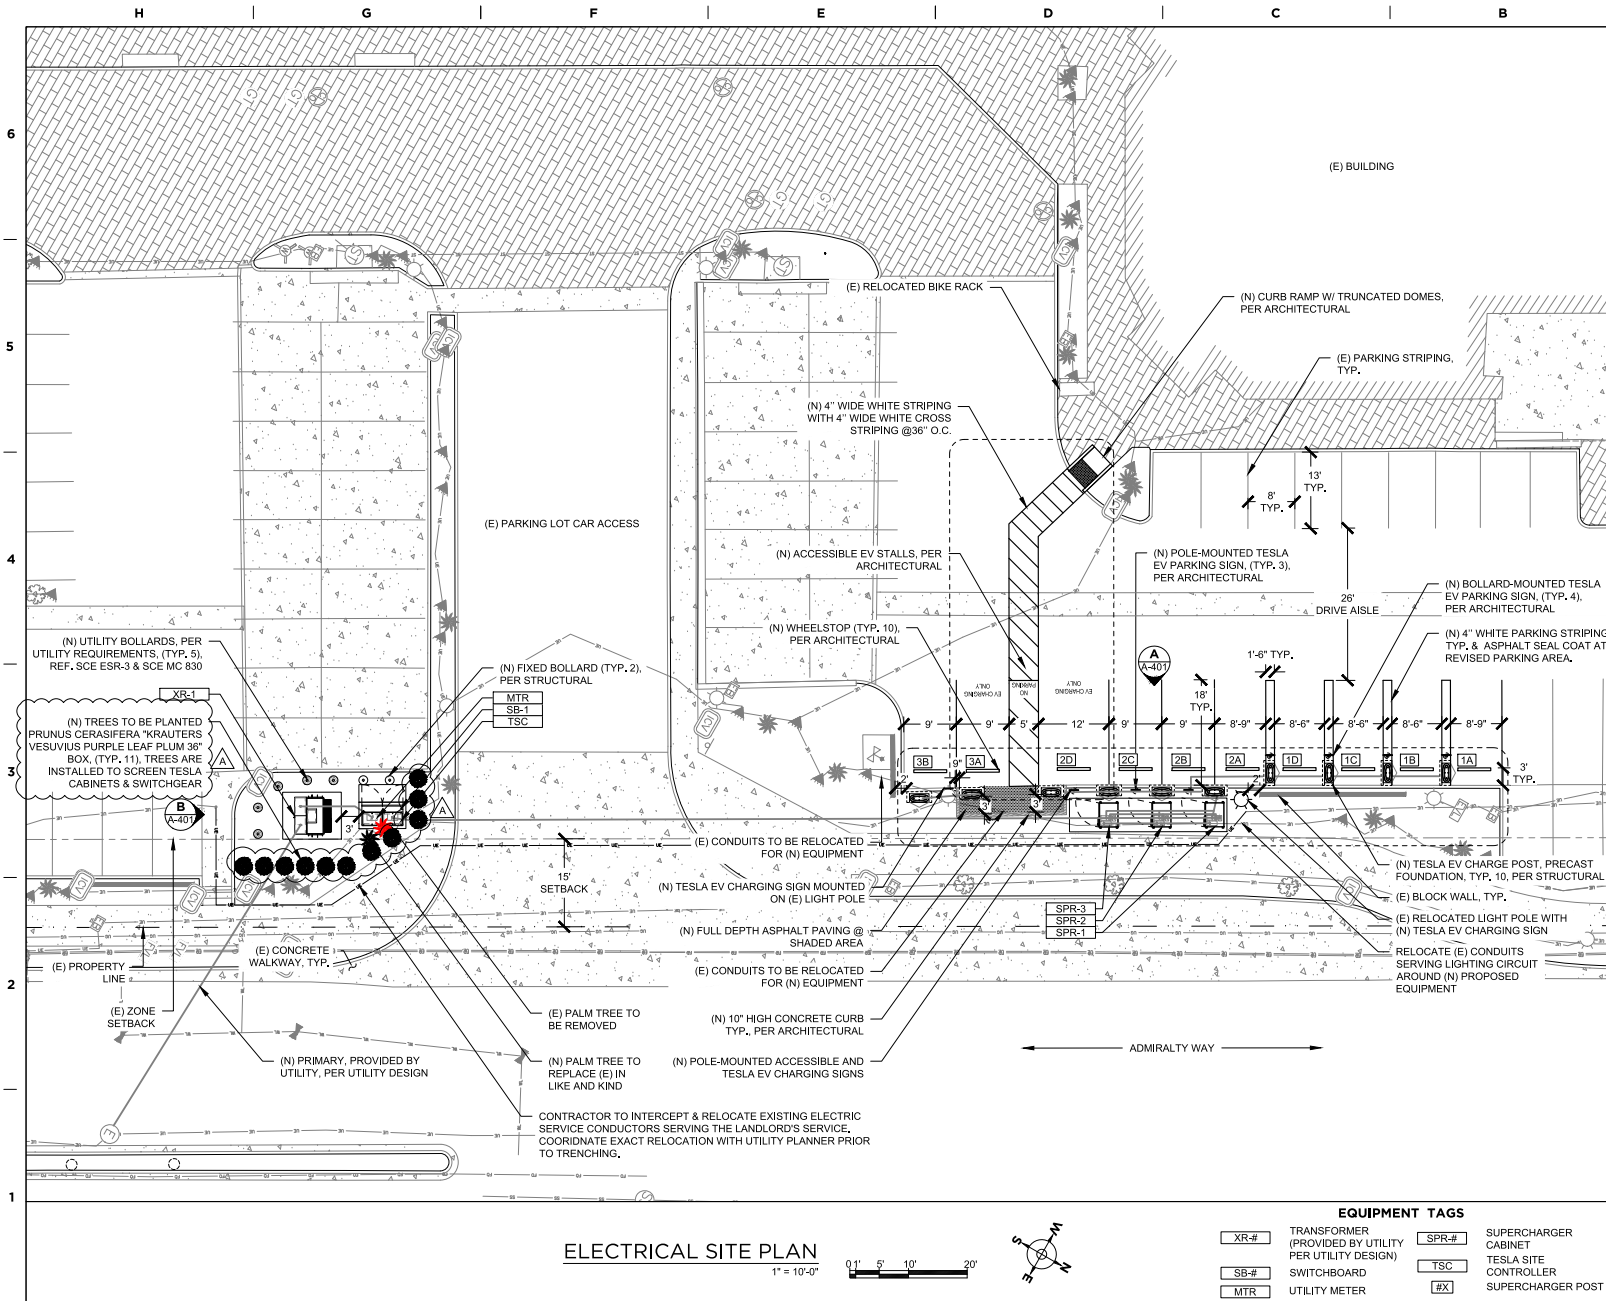 H G F E D C B
6
(E) BUILDING
(E) RELOCATED BIKE RACK
(N) CURB RAMP W/ TRUNCATED DOMES,
PER ARCHITECTURAL
5
(E) PARKING STRIPING,
TYP.
(N) 4" WIDE WHITE STRIPING
WITH 4" WIDE WHITE CROSS
STRIPING @36" O.C.
13'
TYP.
8'
TYP.
(E) PARKING LOT CAR ACCESS
4
(N) ACCESSIBLE EV STALLS, PER
ARCHITECTURAL
(N) POLE-MOUNTED TESLA
EV PARKING SIGN, (TYP. 3),
PER ARCHITECTURAL
26'
DRIVE AISLE
(N) BOLLARD-MOUNTED TESLA
EV PARKING SIGN, (TYP. 4),
PER ARCHITECTURAL
(N) UTILITY BOLLARDS, PER
UTILITY REQUIREMENTS, (TYP. 5),
REF. SCE ESR-3 & SCE MC 830
(N) WHEELSTOP (TYP. 10),
PER ARCHITECTURAL
(N) 4" WHITE PARKING STRIPING
TYP. & ASPHALT SEAL COAT AT
REVISED PARKING AREA.
A
A-401
1'-6" TYP.
(N) FIXED BOLLARD (TYP. 2),
PER STRUCTURAL
XR-1
MTR
SB-1
TSC
EV CHARGING
ONLY
NO
PARKING
EV CHARGING
ONLY
18'
TYP.
(N) TREES TO BE PLANTED
PRUNUS CERASIFERA "KRAUTERS
VESUVIUS PURPLE LEAF PLUM 36"
BOX, (TYP. 11), TREES ARE
INSTALLED TO SCREEN TESLA
CABINETS & SWITCHGEAR
A
9' 9' 5' 12' 9' 9' 8'-9" 8'-6" 8'-6" 8'-6" 8'-9"
3
3B 3A 2D 2C 2B 2A 1D 1C 1B 1A
9"
3'
TYP.
2'
2'
3'
3'
A
B
A-401
3'
(E) CONDUITS TO BE RELOCATED
FOR (N) EQUIPMENT
15'
SETBACK
(N) TESLA EV CHARGE POST, PRECAST
FOUNDATION, TYP. 10, PER STRUCTURAL
(N) TESLA EV CHARGING SIGN MOUNTED
ON (E) LIGHT POLE
(E) BLOCK WALL, TYP.
SPR-3
SPR-2
SPR-1
(E) RELOCATED LIGHT POLE WITH
(N) TESLA EV CHARGING SIGN
(N) FULL DEPTH ASPHALT PAVING @
SHADED AREA
(E) CONCRETE
WALKWAY, TYP.
RELOCATE (E) CONDUITS
SERVING LIGHTING CIRCUIT
AROUND (N) PROPOSED
EQUIPMENT
(E) PROPERTY
LINE
(E) CONDUITS TO BE RELOCATED
FOR (N) EQUIPMENT
2
(E) ZONE
SETBACK
(E) PALM TREE TO
BE REMOVED
(N) 10" HIGH CONCRETE CURB
TYP., PER ARCHITECTURAL
ADMIRALTY WAY
(N) PRIMARY, PROVIDED BY
UTILITY, PER UTILITY DESIGN
(N) PALM TREE TO
REPLACE (E) IN
LIKE AND KIND
(N) POLE-MOUNTED ACCESSIBLE AND
TESLA EV CHARGING SIGNS
CONTRACTOR TO INTERCEPT & RELOCATE EXISTING ELECTRIC
SERVICE CONDUCTORS SERVING THE LANDLORD'S SERVICE.
COORIDNATE EXACT RELOCATION WITH UTILITY PLANNER PRIOR
TO TRENCHING.
E
1
S
ELECTRICAL SITE PLAN
1" = 10'-0"
0 1' 5' 10' 20'
W
S
N
E
EQUIPMENT TAGS
XR-# TRANSFORMER
(PROVIDED BY UTILITY
PER UTILITY DESIGN)
SB-# SWITCHBOARD
MTR UTILITY METER
SPR-# SUPERCHARGER
CABINET
TSC TESLA SITE
CONTROLLER
#X SUPERCHARGER POST